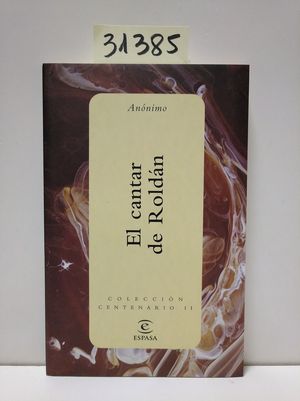 31385
Anónimo
El cantar
de Roldán
COLECCIÓN
CENTENARIO II
e
ESPASA